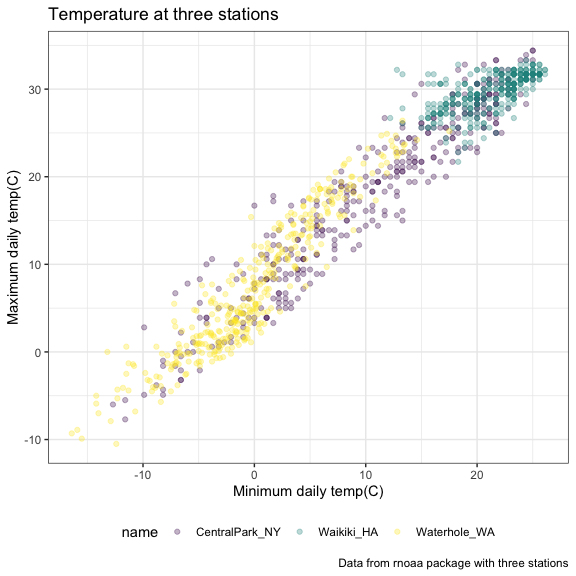 Temperature at three stations
Maximum daily temp(C)
30
20
10
0
-10
-10
0
10
20
Minimum daily temp(C)
name
CentralPark_NY
Waikiki_HA
Waterhole_WA
Data from rnoaa package with three stations